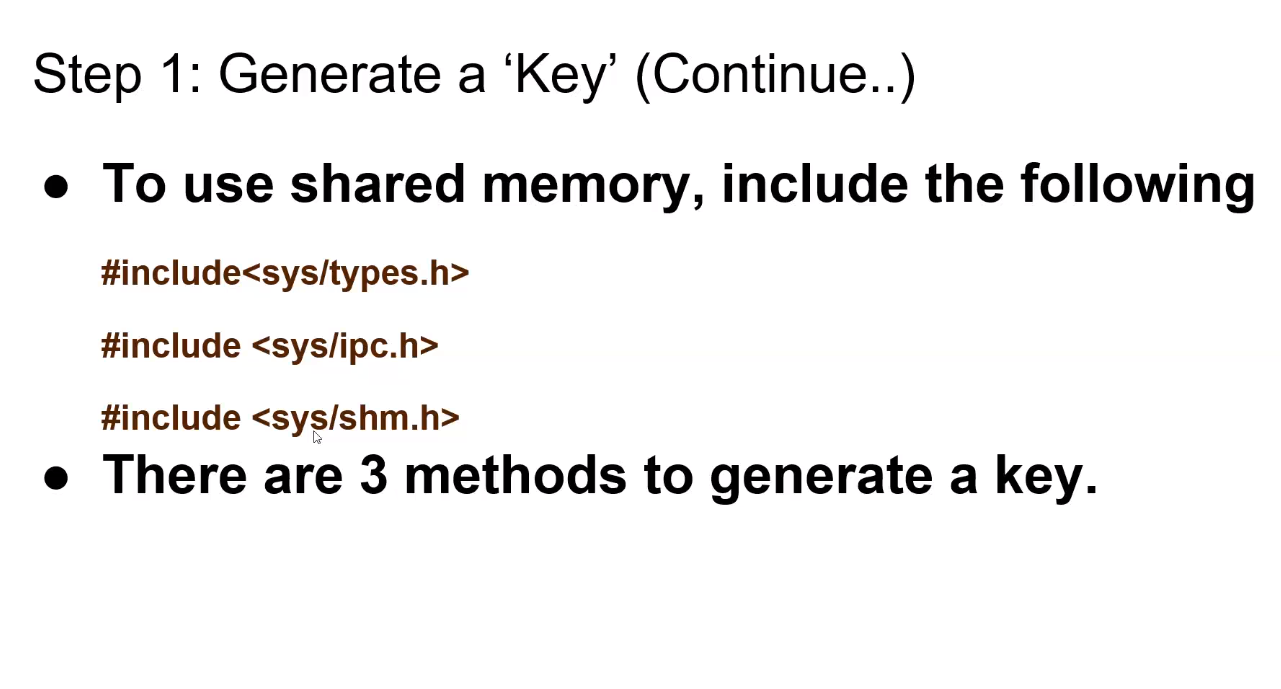 Step 1: Generate a ‘Key’ (Continue..)
● To use shared memory, include the following
#include<sys/types.h>
#include <sys/ipc.h>
#include <sys/shm.h>
● There are 3 methods to generate a key.